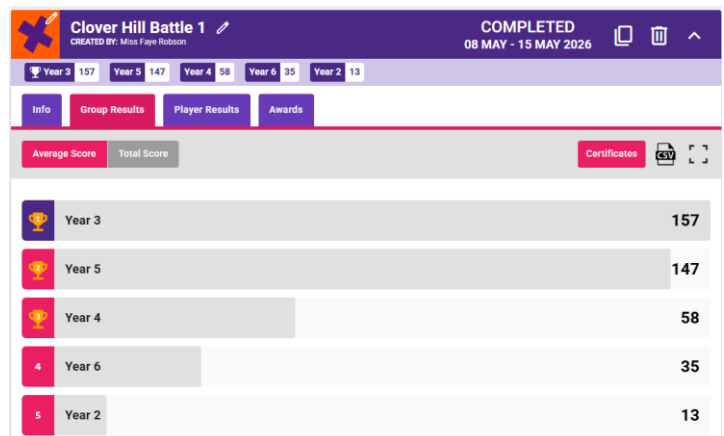 Clover Hill Battle 1
CREATED BY: Miss Faye Robson
COMPLETED
08 MAY - 15 MAY 2026
Year 3 157 Year 5 147 Year 4 58 Year 6 35 Year 2 13
Info Group Results Player Results Awards
Average Score Total Score Certificates CSV
1 Year 3 157
2 Year 5 147
3 Year 4 58
4 Year 6 35
5 Year 2 13